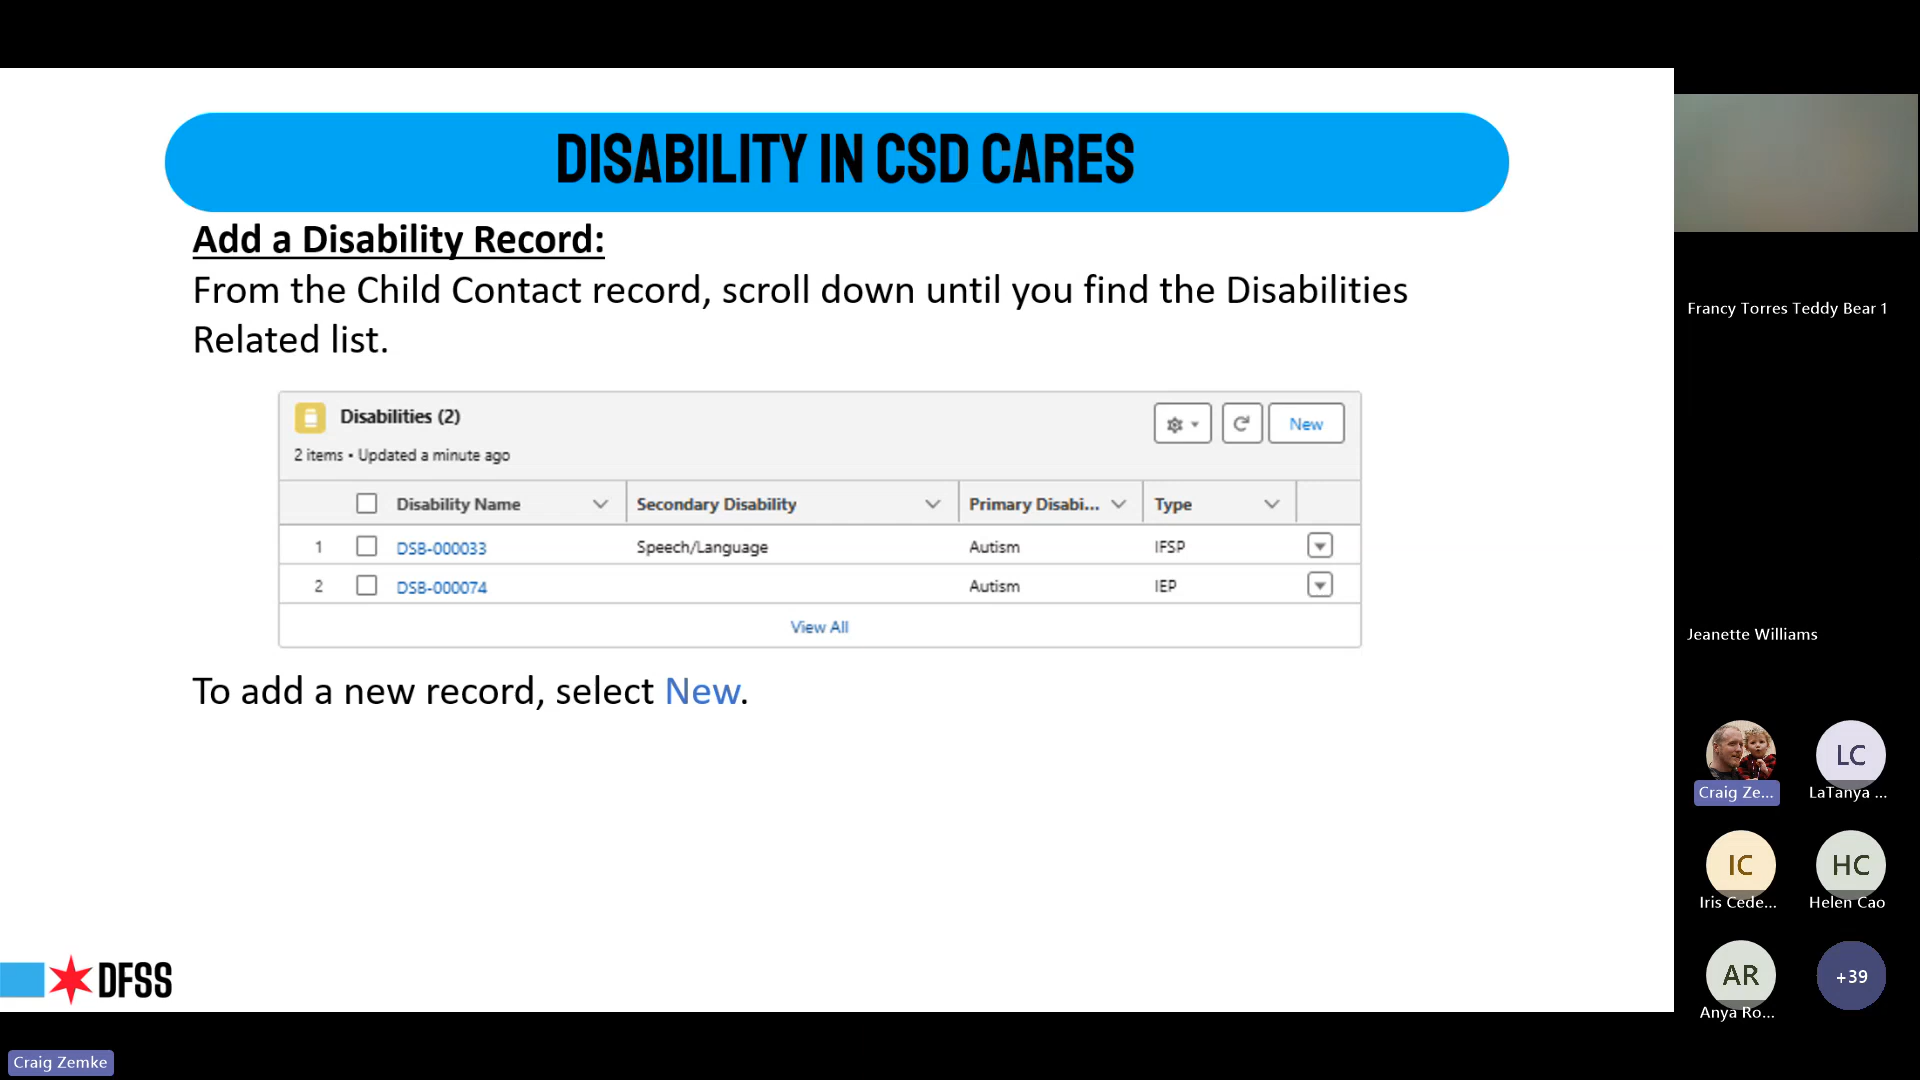 DISABILITY IN CSD CARES
Add a Disability Record:
From the Child Contact record, scroll down until you find the Disabilities
Related list.
Disabilities (2)
New
2 items • Updated a minute ago
Disability Name Secondary Disability Primary Disabi... Type
1 DSB-000033 Speech/Language Autism IFSP
2 DSB-000074 Autism IEP
View All
To add a new record, select New.
DFSS
Craig Zemke
Francy Torres Teddy Bear 1
Jeanette Williams
LC
Craig Ze... LaTanya ...
IC HC
Iris Cede... Helen Cao
AR +39
Anya Ro...